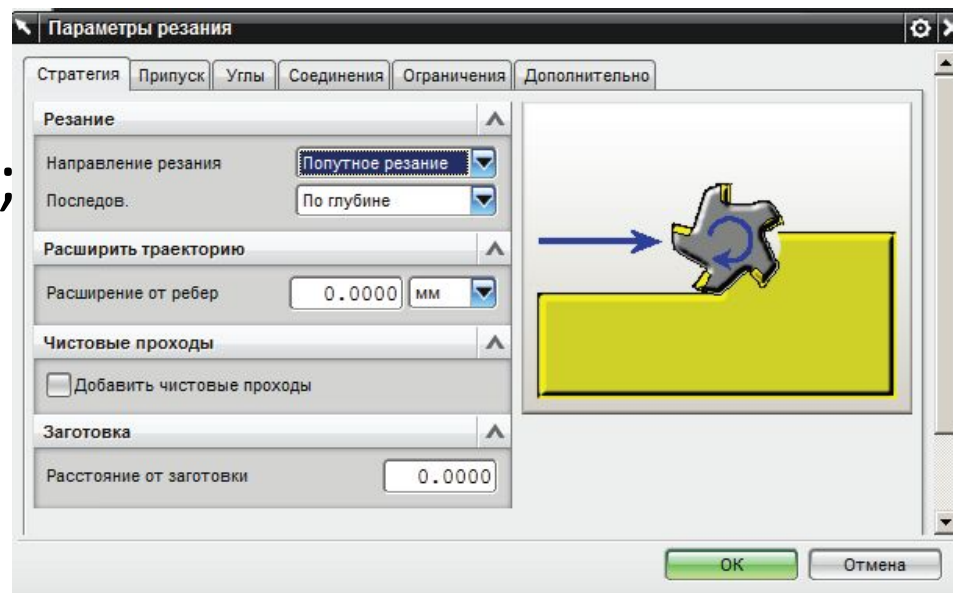 Параметры резания
Стратегия Припуск Углы Соединения Ограничения Дополнительно
Резание
Направление резания Попутное резание
;
Последов. По глубине
Расширить траекторию
Расширение от ребер 0.0000 мм
Чистовые проходы
Добавить чистовые проходы
Заготовка
Расстояние от заготовки 0.0000
OK Отмена